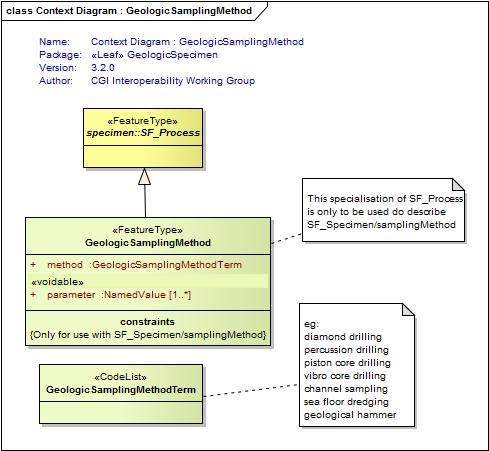 class Context Diagram : GeologicSamplingMethod
Name: Context Diagram : GeologicSamplingMethod
Package: «Leaf» GeologicSpecimen
Version: 3.2.0
Author: CGI Interoperability Working Group
«FeatureType»
specimen::SF_Process
This specialisation of SF_Process
is only to be used do describe
SF_Specimen/samplingMethod
«FeatureType»
GeologicSamplingMethod
+ method :GeologicSamplingMethodTerm
«voidable»
+ parameter :NamedValue [1..*]
constraints
{Only for use with SF_Specimen/samplingMethod}
«CodeList»
GeologicSamplingMethodTerm
eg:
diamond drilling
percussion drilling
piston core drilling
vibro core drilling
channel sampling
sea floor dredging
geological hammer